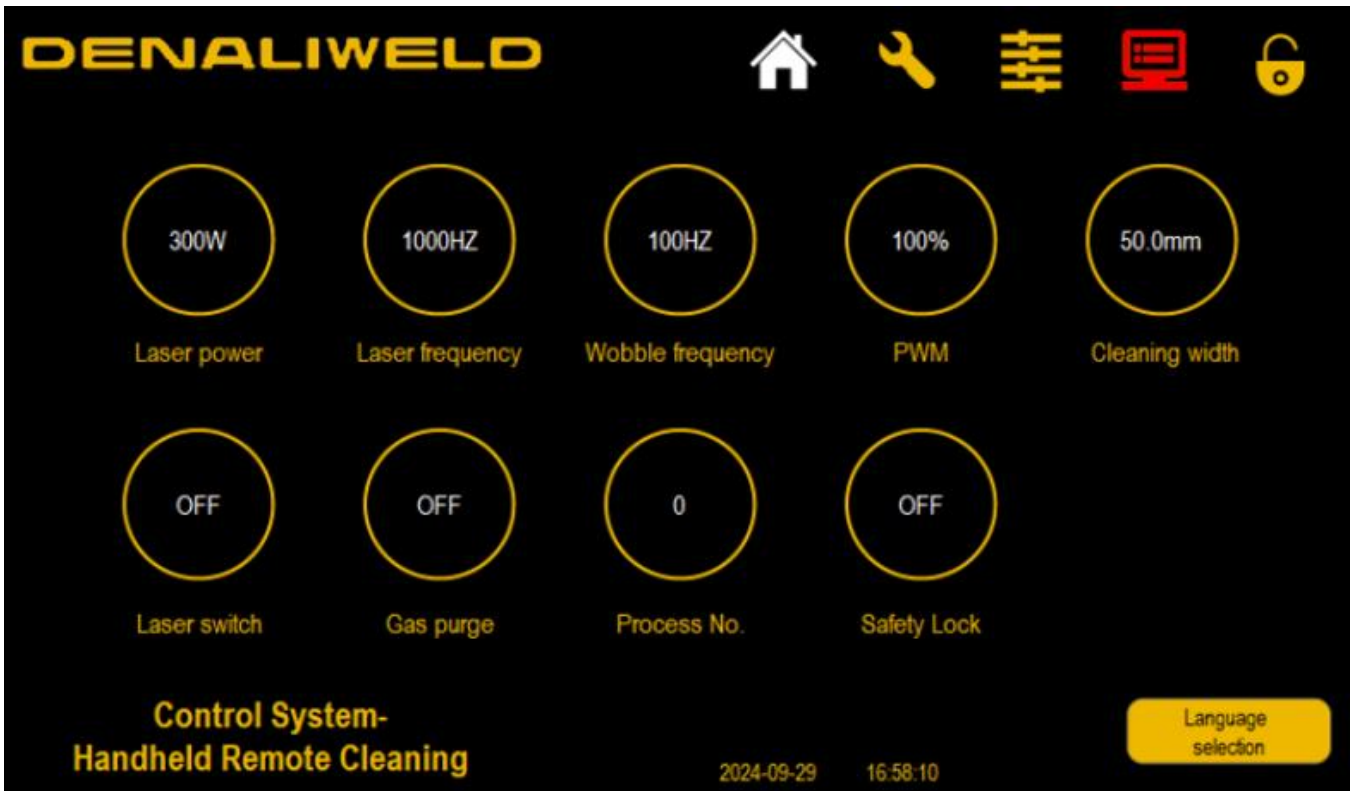 DENALIWELD
300W
1000HZ
100HZ
100%
50.0mm
Laser power
Laser frequency
Wobble frequency
PWM
Cleaning width
OFF
OFF
0
OFF
Laser switch
Gas purge
Process No.
Safety Lock
Control System-
Handheld Remote Cleaning
2024-09-29
16:58:10
Language
selection